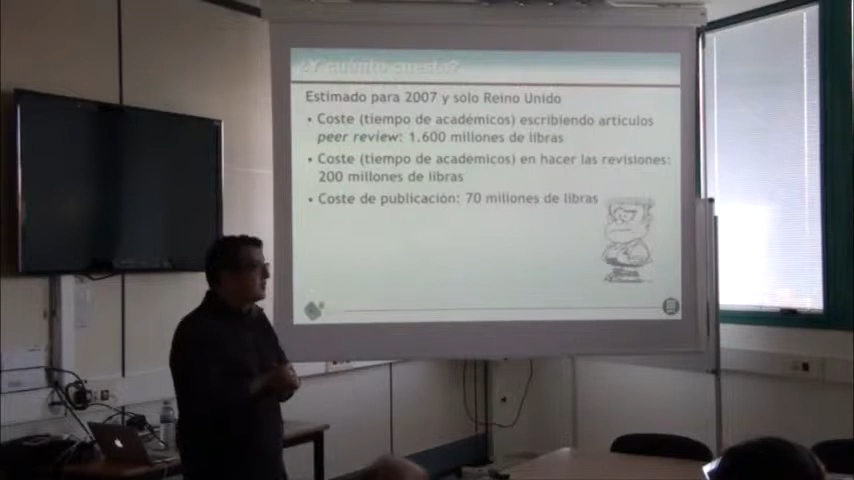 ¿Y cuánto cuesta?
Estimado para 2007 y solo Reino Unido
• Coste (tiempo de académicos) escribiendo artículos
peer review: 1.600 millones de libras
• Coste (tiempo de académicos) en hacer las revisiones:
200 millones de libras
• Coste de publicación: 70 millones de libras